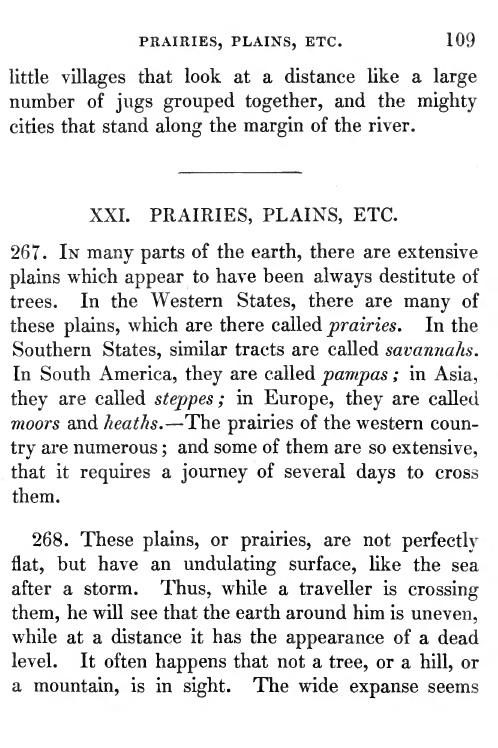 PRAIRIES, PLAINS, ETC. 109
little villages that look at a distance like a large
number of jugs grouped together, and the mighty
cities that stand along the margin of the river.
XXI. PRAIRIES, PLAINS, ETC.
267. In many parts of the earth, there are extensive
plains which appear to have been always destitute of
trees. In the Western States, there are many of
these plains, which are there called prairies. In the
Southern States, similar tracts are called savannahs.
In South America, they are called pampas; in Asia,
they are called steppes; in Europe, they are called
moors and heaths.—The prairies of the western coun-
try are numerous; and some of them are so extensive,
that it requires a journey of several days to cross
them.
268. These plains, or prairies, are not perfectly
flat, but have an undulating surface, like the sea
after a storm. Thus, while a traveller is crossing
them, he will see that the earth around him is uneven,
while at a distance it has the appearance of a dead
level. It often happens that not a tree, or a hill, or
a mountain, is in sight. The wide expanse seems